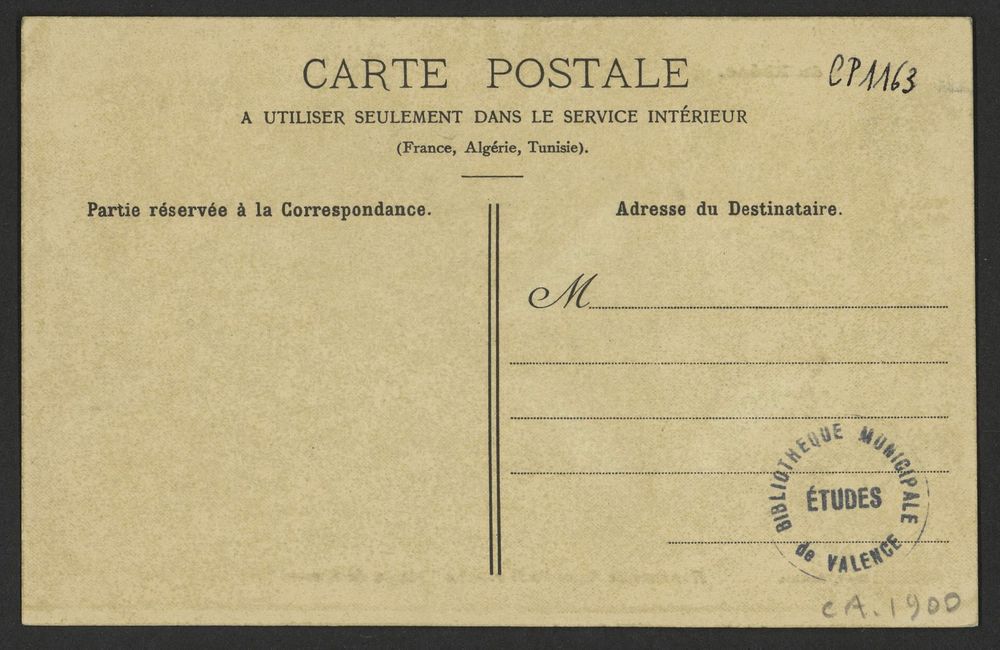 CARTE POSTALE
CP1163
A UTILISER SEULEMENT DANS LE SERVICE INTÉRIEUR
(France, Algérie, Tunisie).
Partie réservée à la Correspondance.
Adresse du Destinataire.
M
BIBLIOTHEQUE MUNICIPALE
ÉTUDES
de VALENCE
CA. 1900